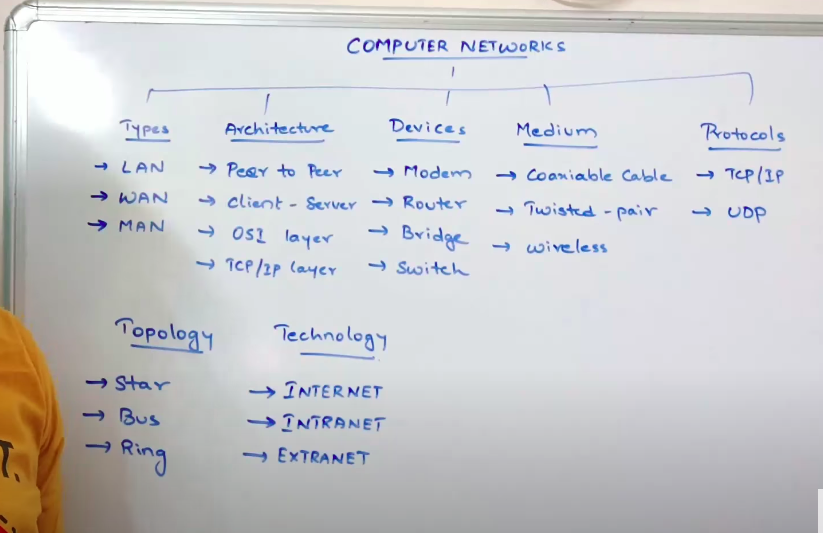 COMPUTER NETWORKS
Types
→ LAN
→ WAN
→ MAN
Architecture
→ Peer to Peer
→ Client - Server
→ OSI layer
→ TCP/IP layer
Devices
→ Modem
→ Router
→ Bridge
→ Switch
Medium
→ Coaxiable Cable
→ Twisted - pair
→ wireless
Protocols
→ TCP/IP
→ UDP
Topology
→ Star
→ Bus
→ Ring
Technology
→ INTERNET
→ INTRANET
→ EXTRANET